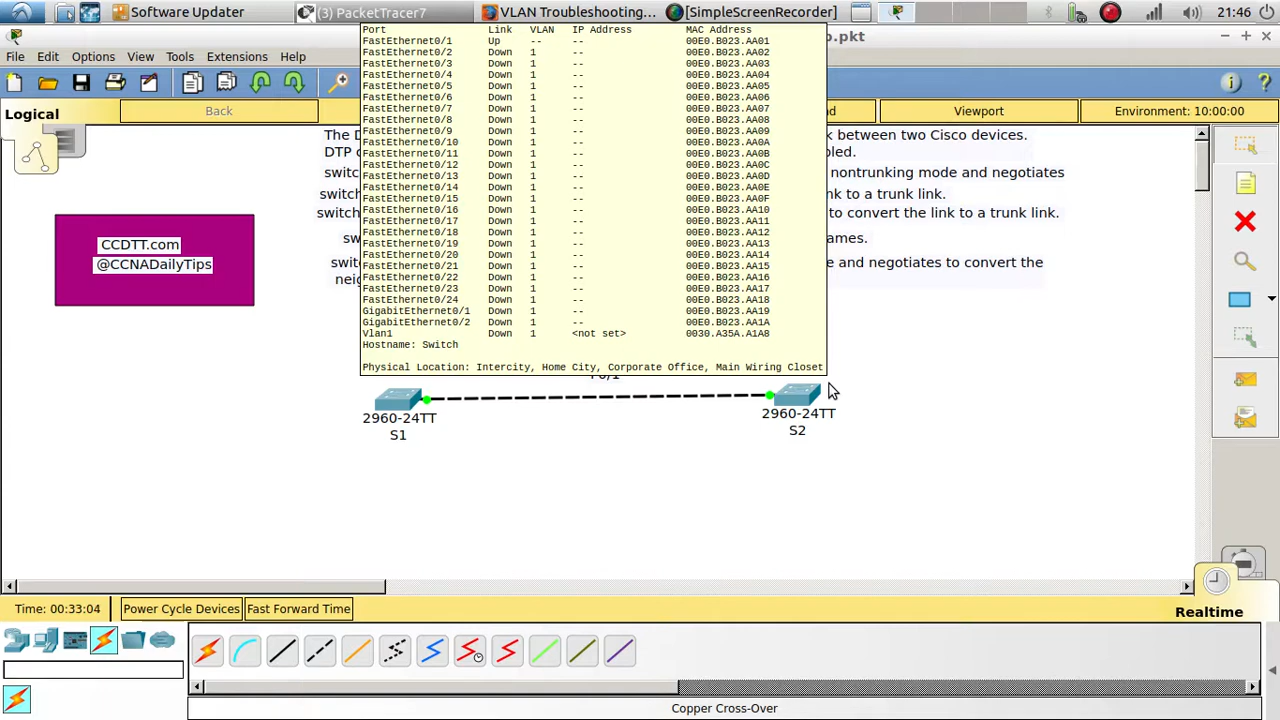 Software Updater
(3) PacketTracer7
VLAN Troubleshooting...
[SimpleScreenRecorder]
21:46
o.pkt
File Edit Options View Tools Extensions Help
Logical
Back
Viewport
Environment: 10:00:00
Port Link VLAN IP Address MAC Address
FastEthernet0/1 Up -- -- 00E0.B023.AA01
FastEthernet0/2 Down 1 -- 00E0.B023.AA02
FastEthernet0/3 Down 1 -- 00E0.B023.AA03
FastEthernet0/4 Down 1 -- 00E0.B023.AA04
FastEthernet0/5 Down 1 -- 00E0.B023.AA05
FastEthernet0/6 Down 1 -- 00E0.B023.AA06
FastEthernet0/7 Down 1 -- 00E0.B023.AA07
FastEthernet0/8 Down 1 -- 00E0.B023.AA08
FastEthernet0/9 Down 1 -- 00E0.B023.AA09
FastEthernet0/10 Down 1 -- 00E0.B023.AA0A
FastEthernet0/11 Down 1 -- 00E0.B023.AA0B
FastEthernet0/12 Down 1 -- 00E0.B023.AA0C
FastEthernet0/13 Down 1 -- 00E0.B023.AA0D
FastEthernet0/14 Down 1 -- 00E0.B023.AA0E
FastEthernet0/15 Down 1 -- 00E0.B023.AA0F
FastEthernet0/16 Down 1 -- 00E0.B023.AA10
FastEthernet0/17 Down 1 -- 00E0.B023.AA11
FastEthernet0/18 Down 1 -- 00E0.B023.AA12
FastEthernet0/19 Down 1 -- 00E0.B023.AA13
FastEthernet0/20 Down 1 -- 00E0.B023.AA14
FastEthernet0/21 Down 1 -- 00E0.B023.AA15
FastEthernet0/22 Down 1 -- 00E0.B023.AA16
FastEthernet0/23 Down 1 -- 00E0.B023.AA17
FastEthernet0/24 Down 1 -- 00E0.B023.AA18
GigabitEthernet0/1 Down 1 -- 00E0.B023.AA19
GigabitEthernet0/2 Down 1 -- 00E0.B023.AA1A
Vlan1 Down 1 <not set> 0030.A35A.A1A8
Hostname: Switch
Physical Location: Intercity, Home City, Corporate Office, Main Wiring Closet
The D
k between two Cisco devices.
DTP c
bled.
switch
nontrunking mode and negotiates
switch
nk to a trunk link.
switch
to convert the link to a trunk link.
sw
ames.
switc
e and negotiates to convert the
neig
CCDTT.com
@CCNADailyTips
2960-24TT
S1
2960-24TT
S2
Time: 00:33:04
Power Cycle Devices
Fast Forward Time
Realtime
Copper Cross-Over